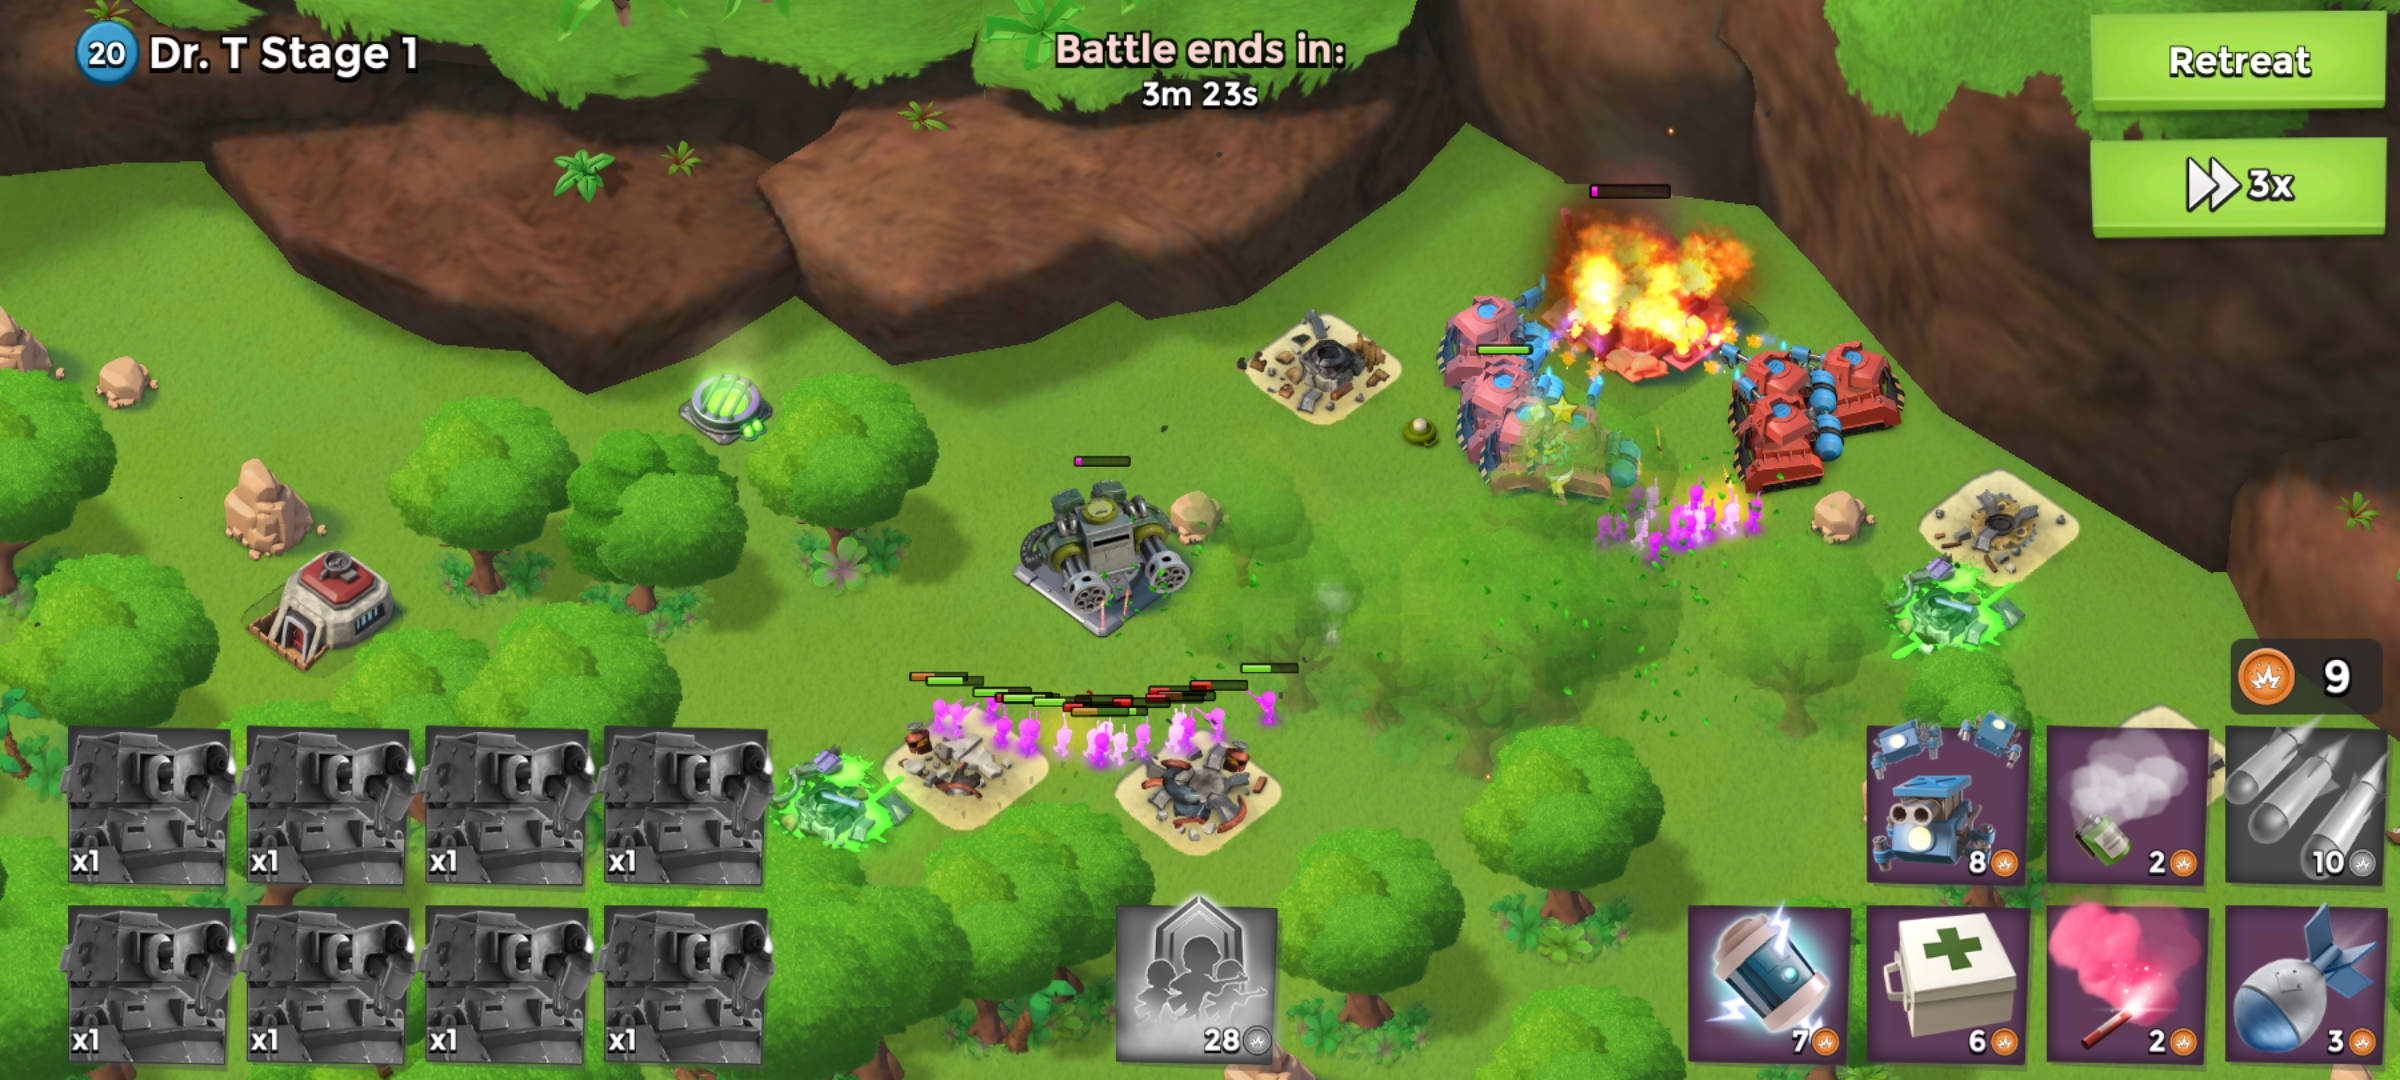 20 Dr. T Stage 1
Battle ends in:
3m 23s
Retreat
3x
9
x1 x1 x1 x1
8 2 10
x1 x1 x1 x1
28
7 6 2 3